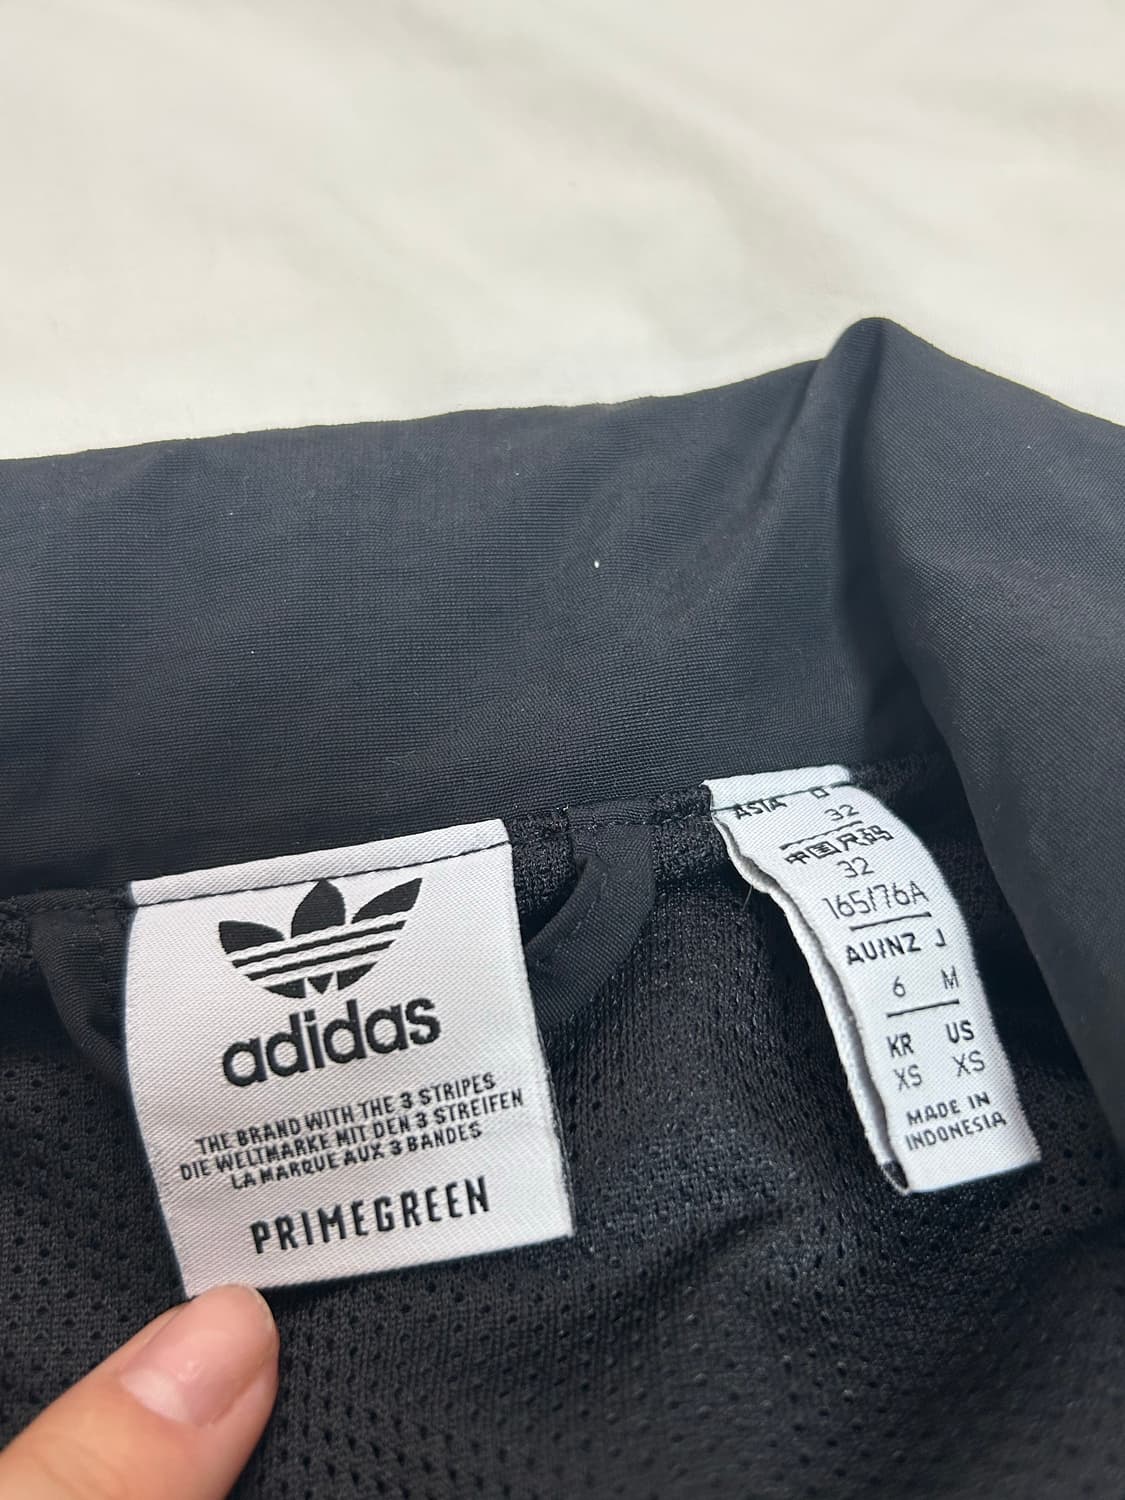 adidas
THE BRAND WITH THE 3 STRIPES
DIE WELTMARKE MIT DEN 3 STREIFEN
LA MARQUE AUX 3 BANDES
PRIMEGREEN
ASIA D
32
中国尺码
32
165/76A
AU/NZ J
6 M
KR US
XS XS
MADE IN
INDONESIA